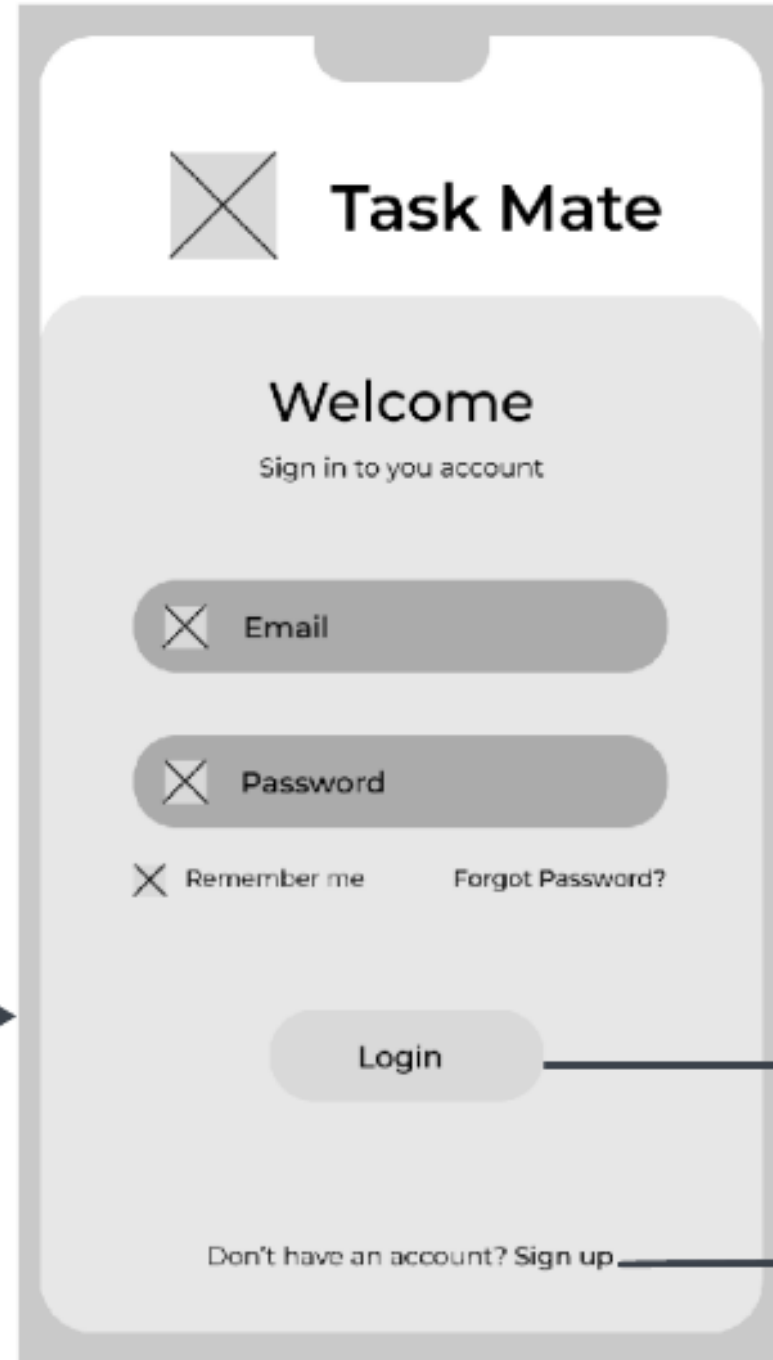 Task Mate
Welcome
Sign in to you account
Email
Password
Remember me Forgot Password?
Login
Don't have an account? Sign up